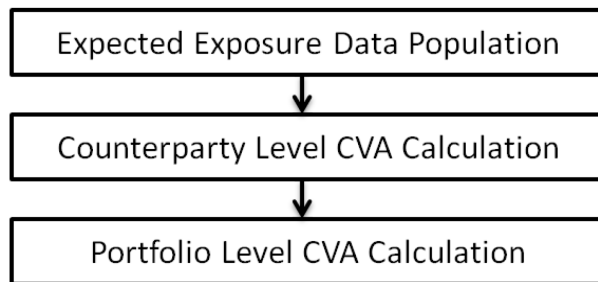 Expected Exposure Data Population
Counterparty Level CVA Calculation
Portfolio Level CVA Calculation